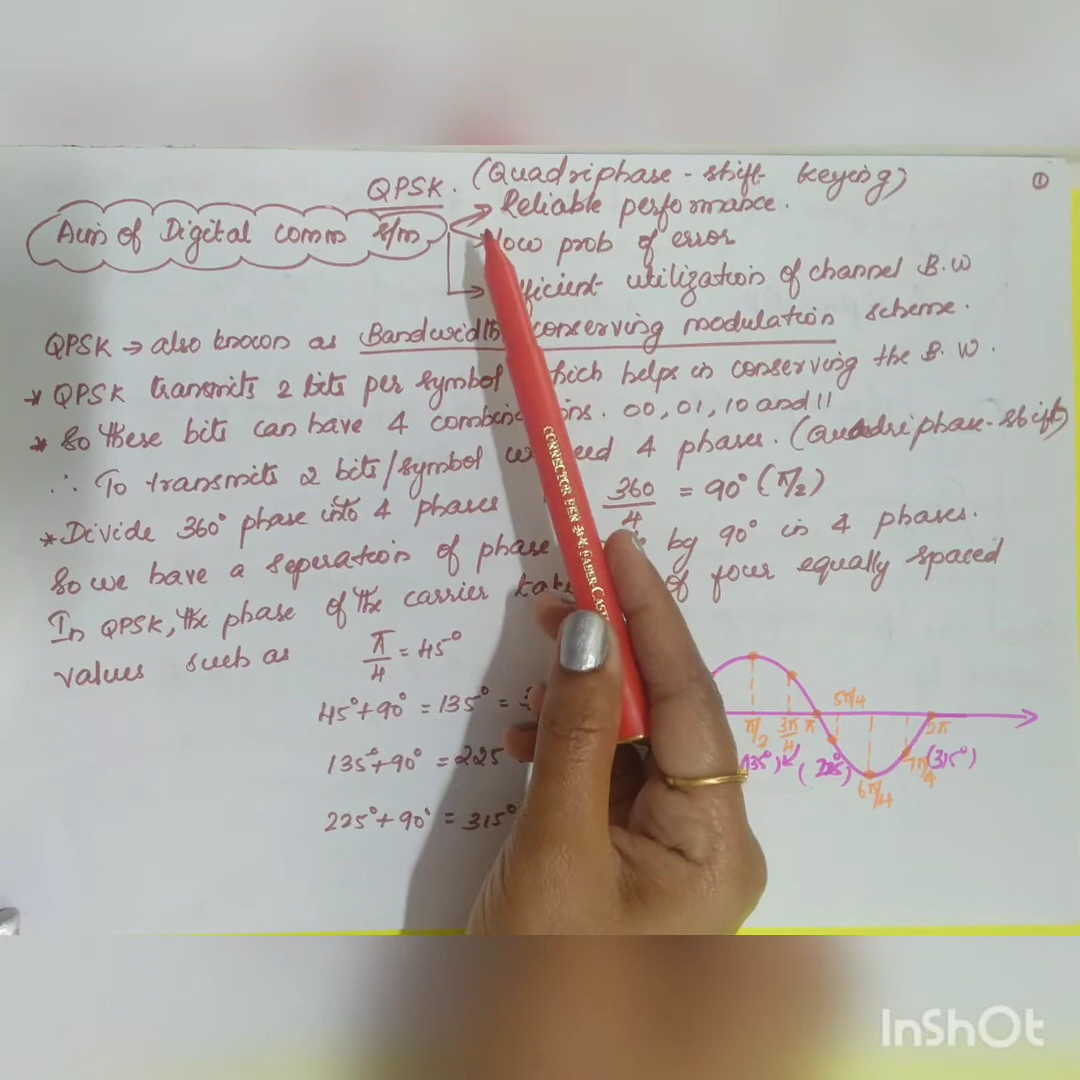 QPSK. (Quadriphase-shift keying)
①
Aim of Digital comm s/m
Reliable performance.
low prob of error
efficient utilization of channel B.W
QPSK → also known as Bandwidth conserving modulation scheme.
* QPSK transmits 2 bits per symbol which helps in conserving the B.W.
* So these bits can have 4 combinations. 00, 01, 10 and 11
∴ To transmits 2 bits/symbol we need 4 phases. (Quadriphase-shift)
* Divide 360° phase into 4 phases 360/4 = 90° (π/2)
So we have a seperation of phase by 90° in 4 phases.
In QPSK, the phase of the carrier of four equally spaced
values such as π/4 = 45°
45° + 90° = 135° =
135° + 90° = 225
225° + 90° = 315°
π/2 3π/4 π 5π/4 6π/4 7π/4 2π
135°) (225°) (315°)
CORRECTOR PEN FABER-CAST
InShOt